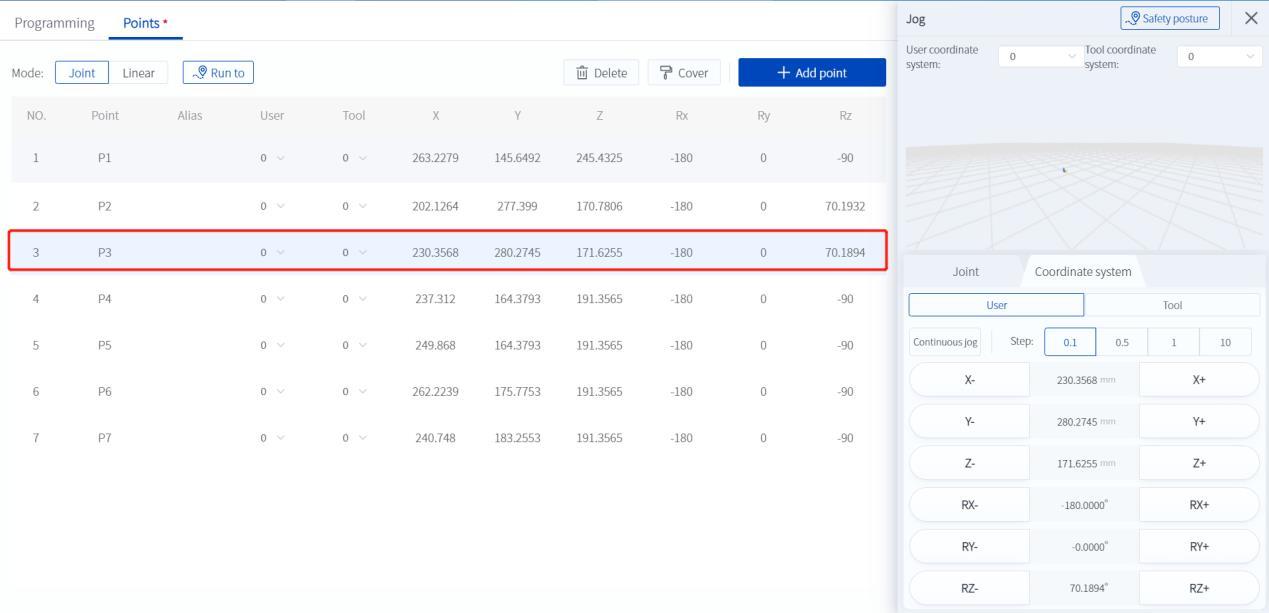 Programming Points *
Mode: Joint Linear Run to Delete Cover + Add point
NO. Point Alias User Tool X Y Z Rx Ry Rz
1 P1 0 0 263.2279 145.6492 245.4325 -180 0 -90
2 P2 0 0 202.1264 277.399 170.7806 -180 0 70.1932
3 P3 0 0 230.3568 280.2745 171.6255 -180 0 70.1894
4 P4 0 0 237.312 164.3793 191.3565 -180 0 -90
5 P5 0 0 249.868 164.3793 191.3565 -180 0 -90
6 P6 0 0 262.2239 175.7753 191.3565 -180 0 -90
7 P7 0 0 240.748 183.2553 191.3565 -180 0 -90
Jog Safety posture
User coordinate system: 0 Tool coordinate system: 0
Joint Coordinate system
User Tool
Continuous jog Step: 0.1 0.5 1 10
X- 230.3568 mm X+
Y- 280.2745 mm Y+
Z- 171.6255 mm Z+
RX- -180.0000° RX+
RY- -0.0000° RY+
RZ- 70.1894° RZ+